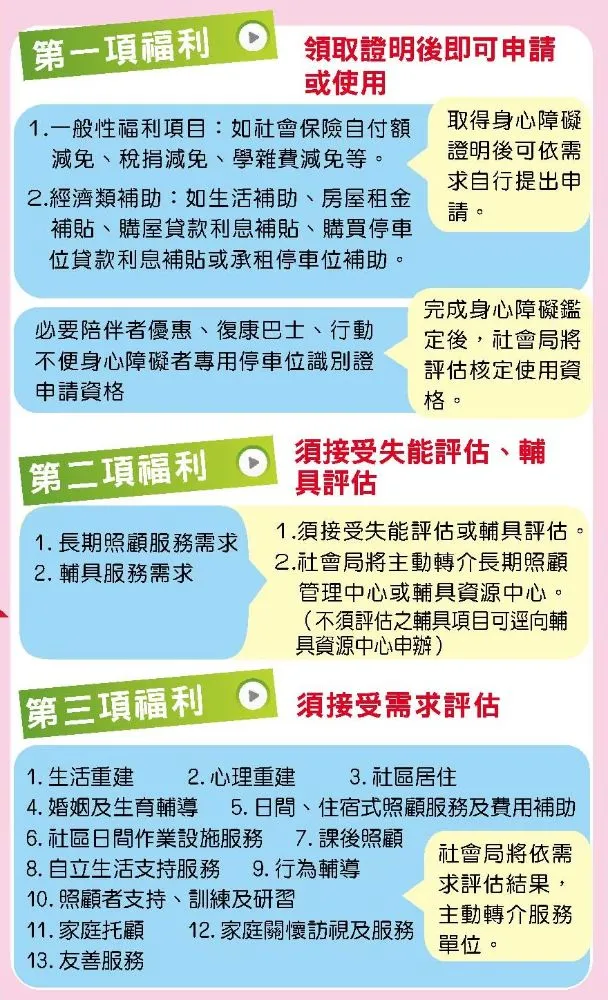 第一項福利
領取證明後即可申請
或使用
1.一般性福利項目：如社會保險自付額
減免、稅捐減免、學雜費減免等。
2.經濟類補助：如生活補助、房屋租金
補貼、購屋貸款利息補貼、購買停車
位貸款利息補貼或承租停車位補助。
取得身心障礙
證明後可依需
求自行提出申
請。
必要陪伴者優惠、復康巴士、行動
不便身心障礙者專用停車位識別證
申請資格
完成身心障礙鑑
定後，社會局將
評估核定使用資
格。
第二項福利
須接受失能評估、輔
具評估
1. 長期照顧服務需求
2. 輔具服務需求
1.須接受失能評估或輔具評估。
2.社會局將主動轉介長期照顧
管理中心或輔具資源中心。
（不須評估之輔具項目可逕向輔
具資源中心申辦）
第三項福利
須接受需求評估
1. 生活重建 2. 心理重建 3. 社區居住
4. 婚姻及生育輔導 5. 日間、住宿式照顧服務及費用補助
6. 社區日間作業設施服務 7. 課後照顧
8. 自立生活支持服務 9. 行為輔導
10. 照顧者支持、訓練及研習
11. 家庭托顧 12. 家庭關懷訪視及服務
13. 友善服務
社會局將依需
求評估結果，
主動轉介服務
單位。